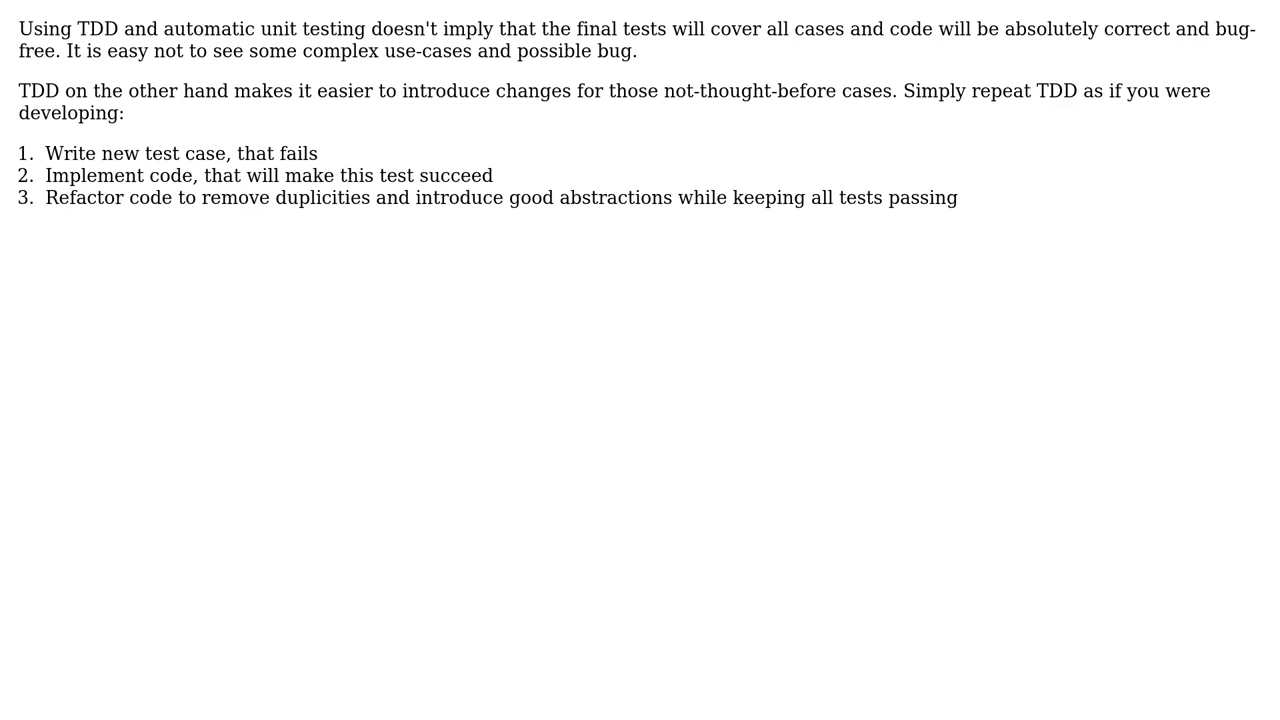 Using TDD and automatic unit testing doesn't imply that the final tests will cover all cases and code will be absolutely correct and bug-
free. It is easy not to see some complex use-cases and possible bug.
TDD on the other hand makes it easier to introduce changes for those not-thought-before cases. Simply repeat TDD as if you were
developing:
1. Write new test case, that fails
2. Implement code, that will make this test succeed
3. Refactor code to remove duplicities and introduce good abstractions while keeping all tests passing